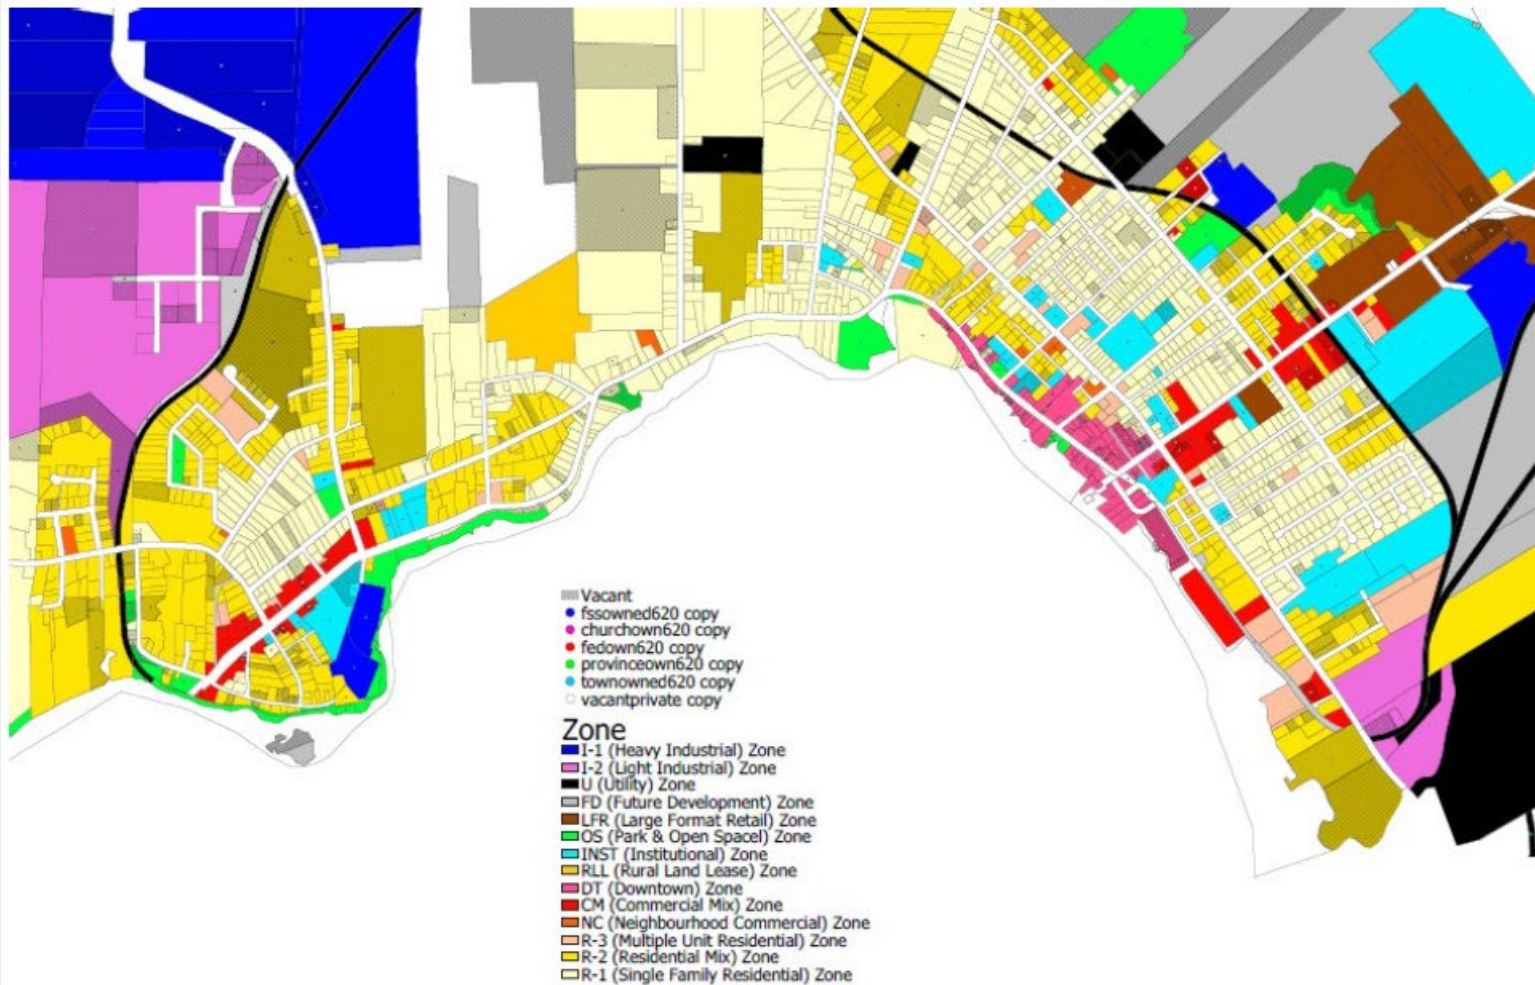 Vacant
fssowned620 copy
churchown620 copy
fedown620 copy
provinceown620 copy
townowned620 copy
vacantprivate copy
Zone
I-1 (Heavy Industrial) Zone
I-2 (Light Industrial) Zone
U (Utility) Zone
FD (Future Development) Zone
LFR (Large Format Retail) Zone
OS (Park & Open Spacel) Zone
INST (Institutional) Zone
RLL (Rural Land Lease) Zone
DT (Downtown) Zone
CM (Commercial Mix) Zone
NC (Neighbourhood Commercial) Zone
R-3 (Multiple Unit Residential) Zone
R-2 (Residential Mix) Zone
R-1 (Single Family Residential) Zone